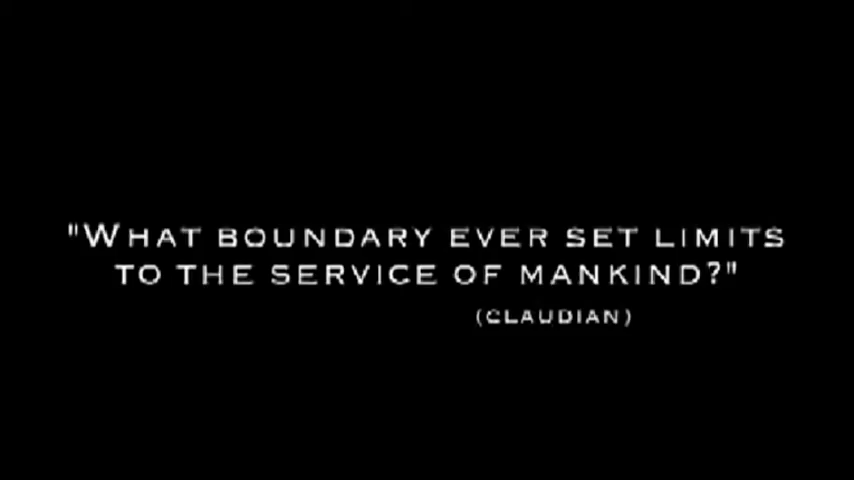 "What boundary ever set limits
to the service of mankind?"
(Claudian)